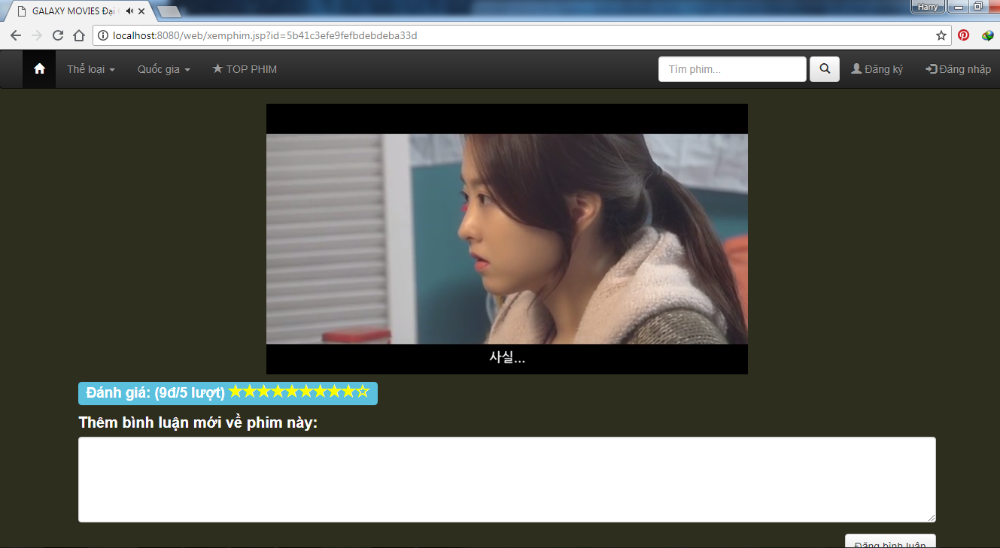 GALAXY MOVIES Đại
Harry
localhost:8080/web/xemphim.jsp?id=5b41c3efe9fefbdebdeba33d
Thể loại
Quốc gia
TOP PHIM
Tìm phim...
Đăng ký
Đăng nhập
사실...
Đánh giá: (9đ/5 lượt) ★★★★★★★★★☆
Thêm bình luận mới về phim này:
Đăng bình luận